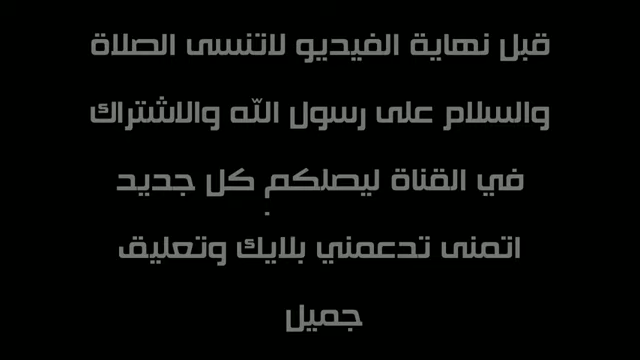 قبل نهاية الفيديو لاتنسى الصلاة
والسلام على رسول الله والاشتراك
في القناة ليصلكم كل جديد
اتمنى تدعمني بلايك وتعليق
جميل